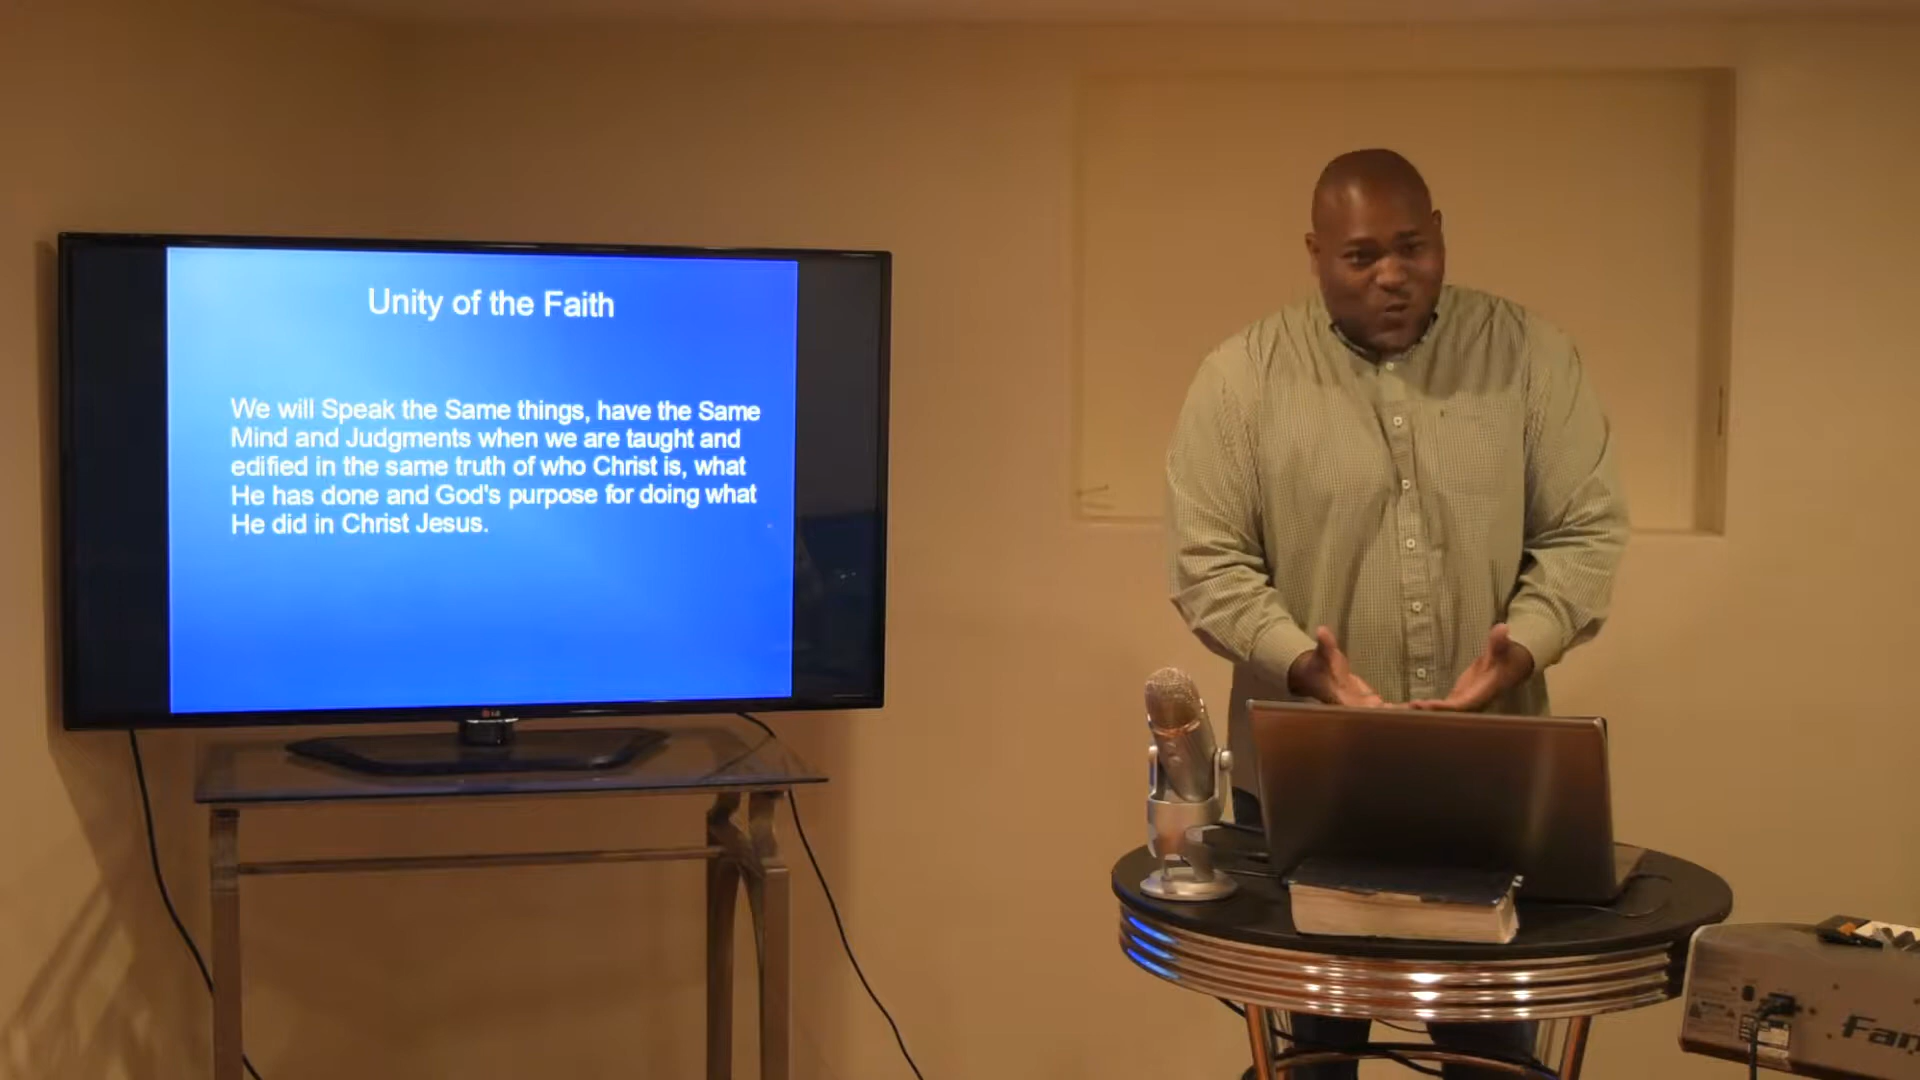 Unity of the Faith
We will Speak the Same things, have the Same
Mind and Judgments when we are taught and
edified in the same truth of who Christ is, what
He has done and God's purpose for doing what
He did in Christ Jesus.
LG
Fan